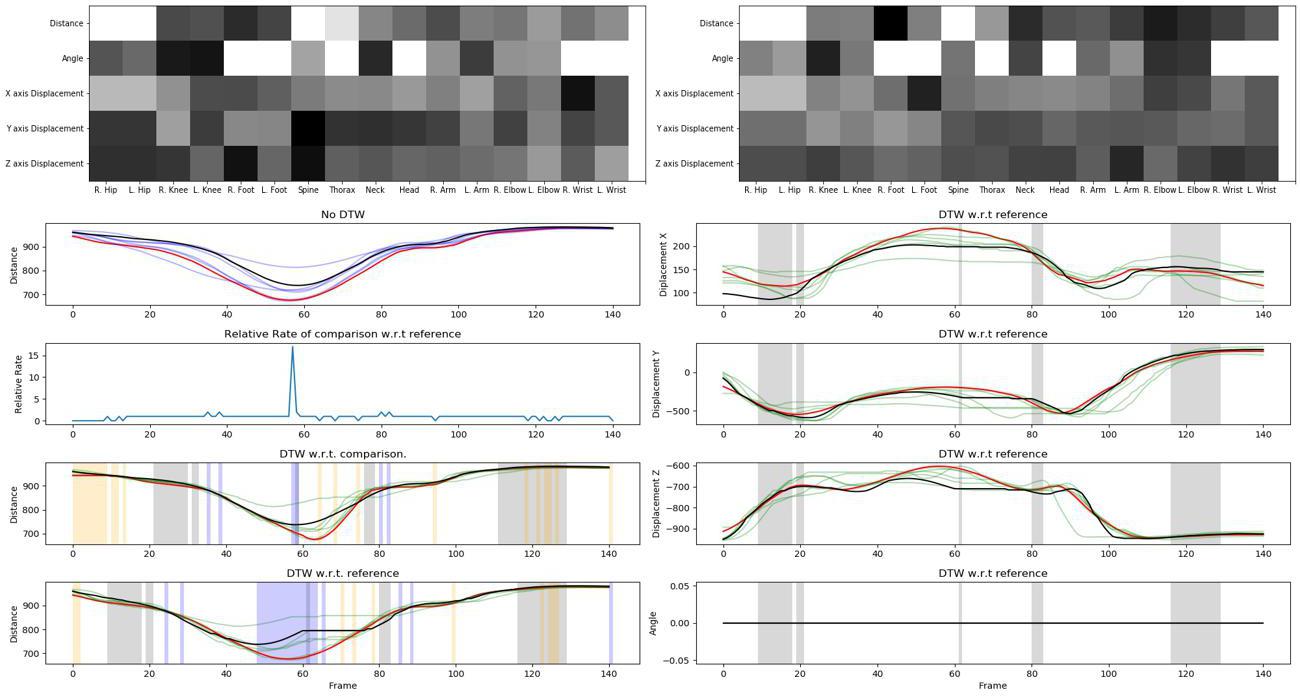 Distance
Angle
X axis Displacement
Y axis Displacement
Z axis Displacement
R. Hip L. Hip R. Knee L. Knee R. Foot L. Foot Spine Thorax Neck Head R. Arm L. Arm R. Elbow L. Elbow R. Wrist L. Wrist
Distance
Angle
X axis Displacement
Y axis Displacement
Z axis Displacement
R. Hip L. Hip R. Knee L. Knee R. Foot L. Foot Spine Thorax Neck Head R. Arm L. Arm R. Elbow L. Elbow R. Wrist L. Wrist
No DTW
Distance
900
800
700
0 20 40 60 80 100 120 140
DTW w.r.t reference
Diplacement X
200
150
100
0 20 40 60 80 100 120 140
Relative Rate of comparison w.r.t reference
Relative Rate
15
10
5
0
0 20 40 60 80 100 120 140
DTW w.r.t reference
Displacement Y
0
−500
0 20 40 60 80 100 120 140
DTW w.r.t. comparison.
Distance
900
800
700
0 20 40 60 80 100 120 140
DTW w.r.t reference
Displacement Z
−600
−700
−800
−900
0 20 40 60 80 100 120 140
DTW w.r.t. reference
Distance
900
800
700
0 20 40 60 80 100 120 140
Frame
DTW w.r.t reference
Angle
0.05
0.00
−0.05
0 20 40 60 80 100 120 140
Frame